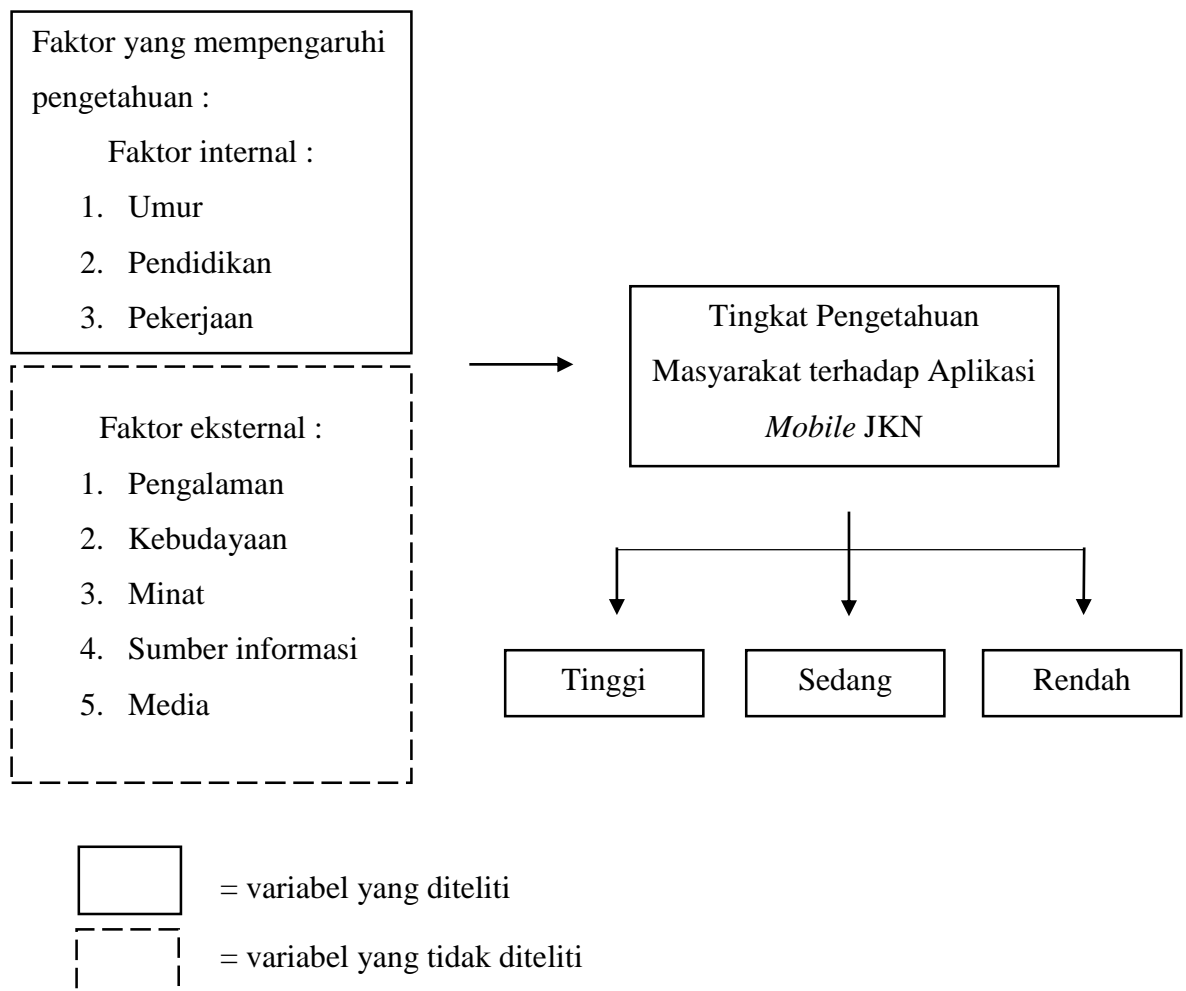 Faktor yang mempengaruhi
pengetahuan :
Faktor internal :
1. Umur
2. Pendidikan
3. Pekerjaan
Faktor eksternal :
1. Pengalaman
2. Kebudayaan
3. Minat
4. Sumber informasi
5. Media
Tingkat Pengetahuan
Masyarakat terhadap Aplikasi
Mobile JKN
Tinggi
Sedang
Rendah
= variabel yang diteliti
= variabel yang tidak diteliti